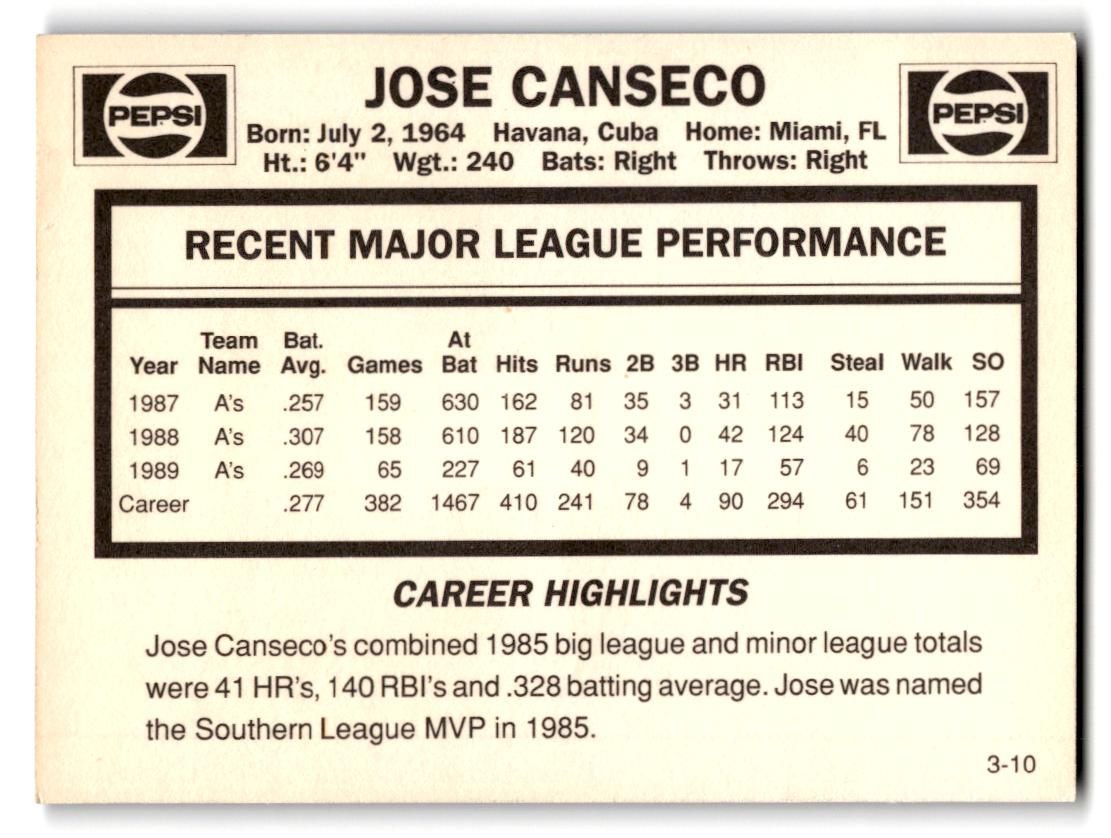 JOSE CANSECO
PEPSI
PEPSI
Born: July 2, 1964 Havana, Cuba Home: Miami, FL
Ht.: 6'4" Wgt.: 240 Bats: Right Throws: Right
RECENT MAJOR LEAGUE PERFORMANCE
Team Bat. At
Year Name Avg. Games Bat Hits Runs 2B 3B HR RBI Steal Walk SO
1987 A's .257 159 630 162 81 35 3 31 113 15 50 157
1988 A's .307 158 610 187 120 34 0 42 124 40 78 128
1989 A's .269 65 227 61 40 9 1 17 57 6 23 69
Career .277 382 1467 410 241 78 4 90 294 61 151 354
CAREER HIGHLIGHTS
Jose Canseco's combined 1985 big league and minor league totals
were 41 HR's, 140 RBI's and .328 batting average. Jose was named
the Southern League MVP in 1985.
3-10